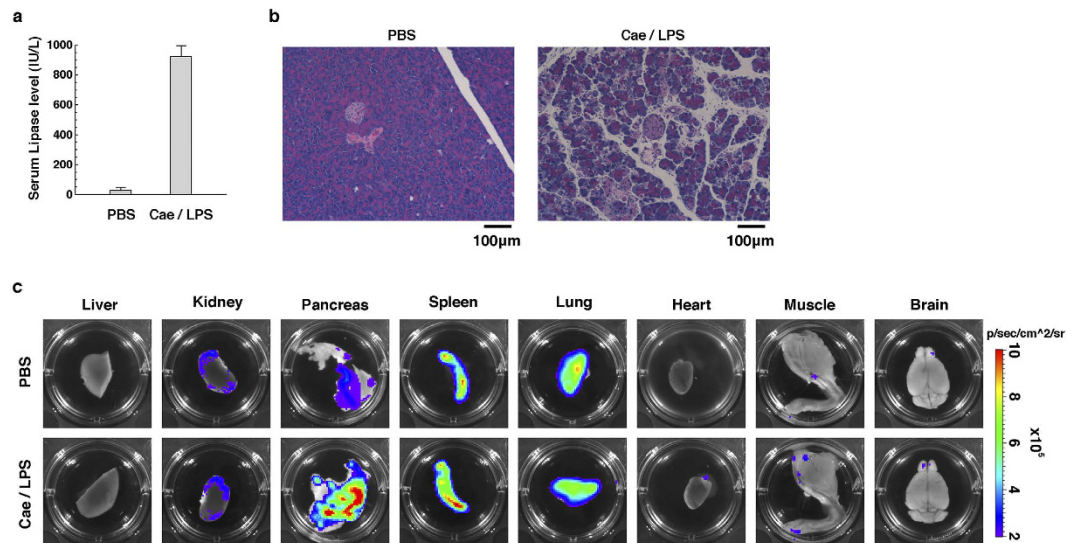 a
Serum Lipase level (IU/L)
1000
800
600
400
200
0
PBS
Cae / LPS
b
PBS
Cae / LPS
100μm
100μm
c
Liver
Kidney
Pancreas
Spleen
Lung
Heart
Muscle
Brain
PBS
Cae / LPS
p/sec/cm^2/sr
10
8
6
4
2
x10⁵